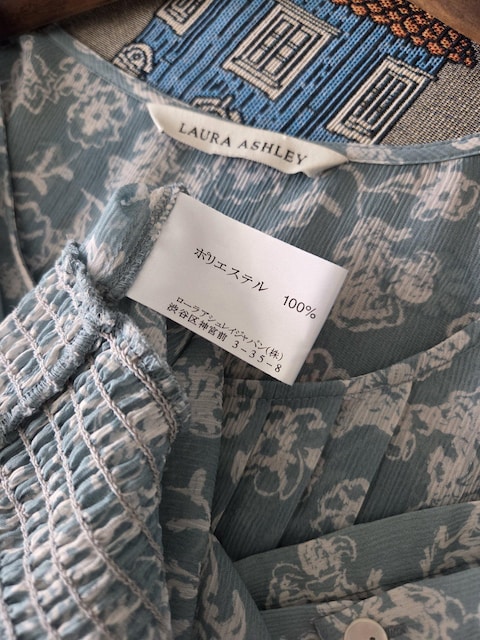 LAURA ASHLEY
ポリエステル 100%
ローラアシュレイジャパン(株)
渋谷区神宮前 3-35-8